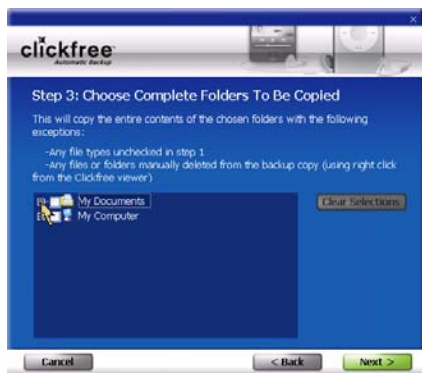 clickfree
Automatic Backup
Step 3: Choose Complete Folders To Be Copied
This will copy the entire contents of the chosen folders with the following
exceptions:
-Any file types unchecked in step 1
-Any files or folders manually deleted from the backup copy (using right click
from the Clickfree viewer)
My Documents
Clear Selections
My Computer
Cancel
< Back
Next >